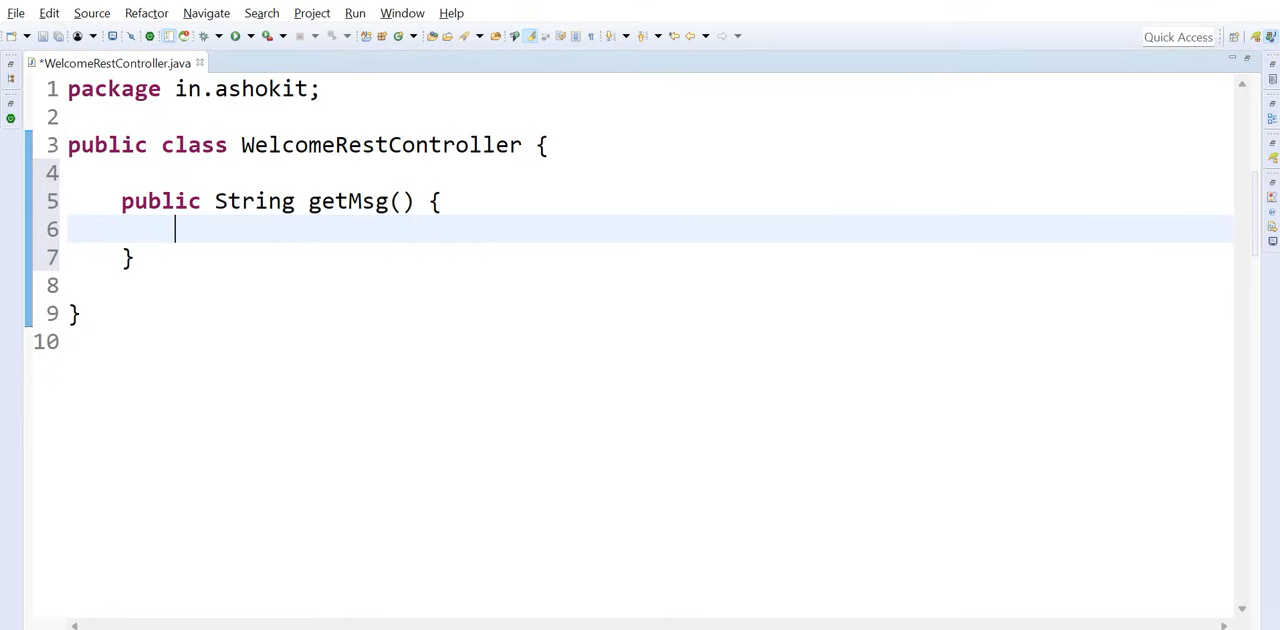 File Edit Source Refactor Navigate Search Project Run Window Help
Quick Access
*WelcomeRestController.java
1 package in.ashokit;
2
3 public class WelcomeRestController {
4
5 public String getMsg() {
6
7 }
8
9 }
10